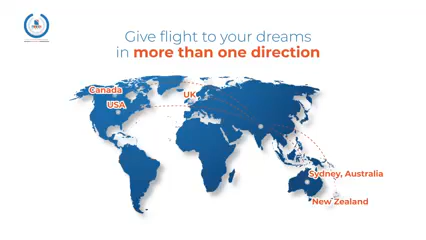 Give flight to your dreams
in more than one direction
Canada
UK
USA
Sydney, Australia
New Zealand